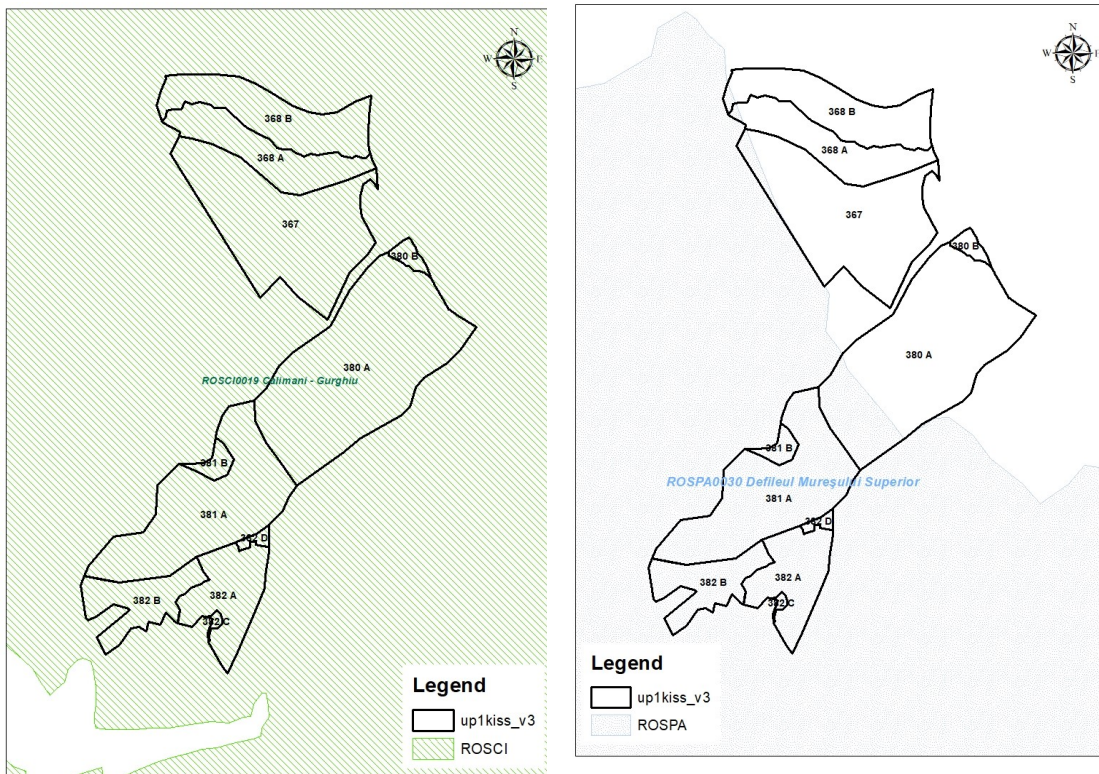 N
W E
S
368 B
368 A
367
380 B
380 A
ROSCI0019 Calimani - Gurghiu
381 B
381 A
382 D
382 A
382 B
382 C
Legend
up1kiss_v3
ROSCI
N
W E
S
368 B
368 A
367
380 B
380 A
381 B
ROSPA0030 Defileul Mureşului Superior
381 A
382 D
382 A
382 B
382 C
Legend
up1kiss_v3
ROSPA